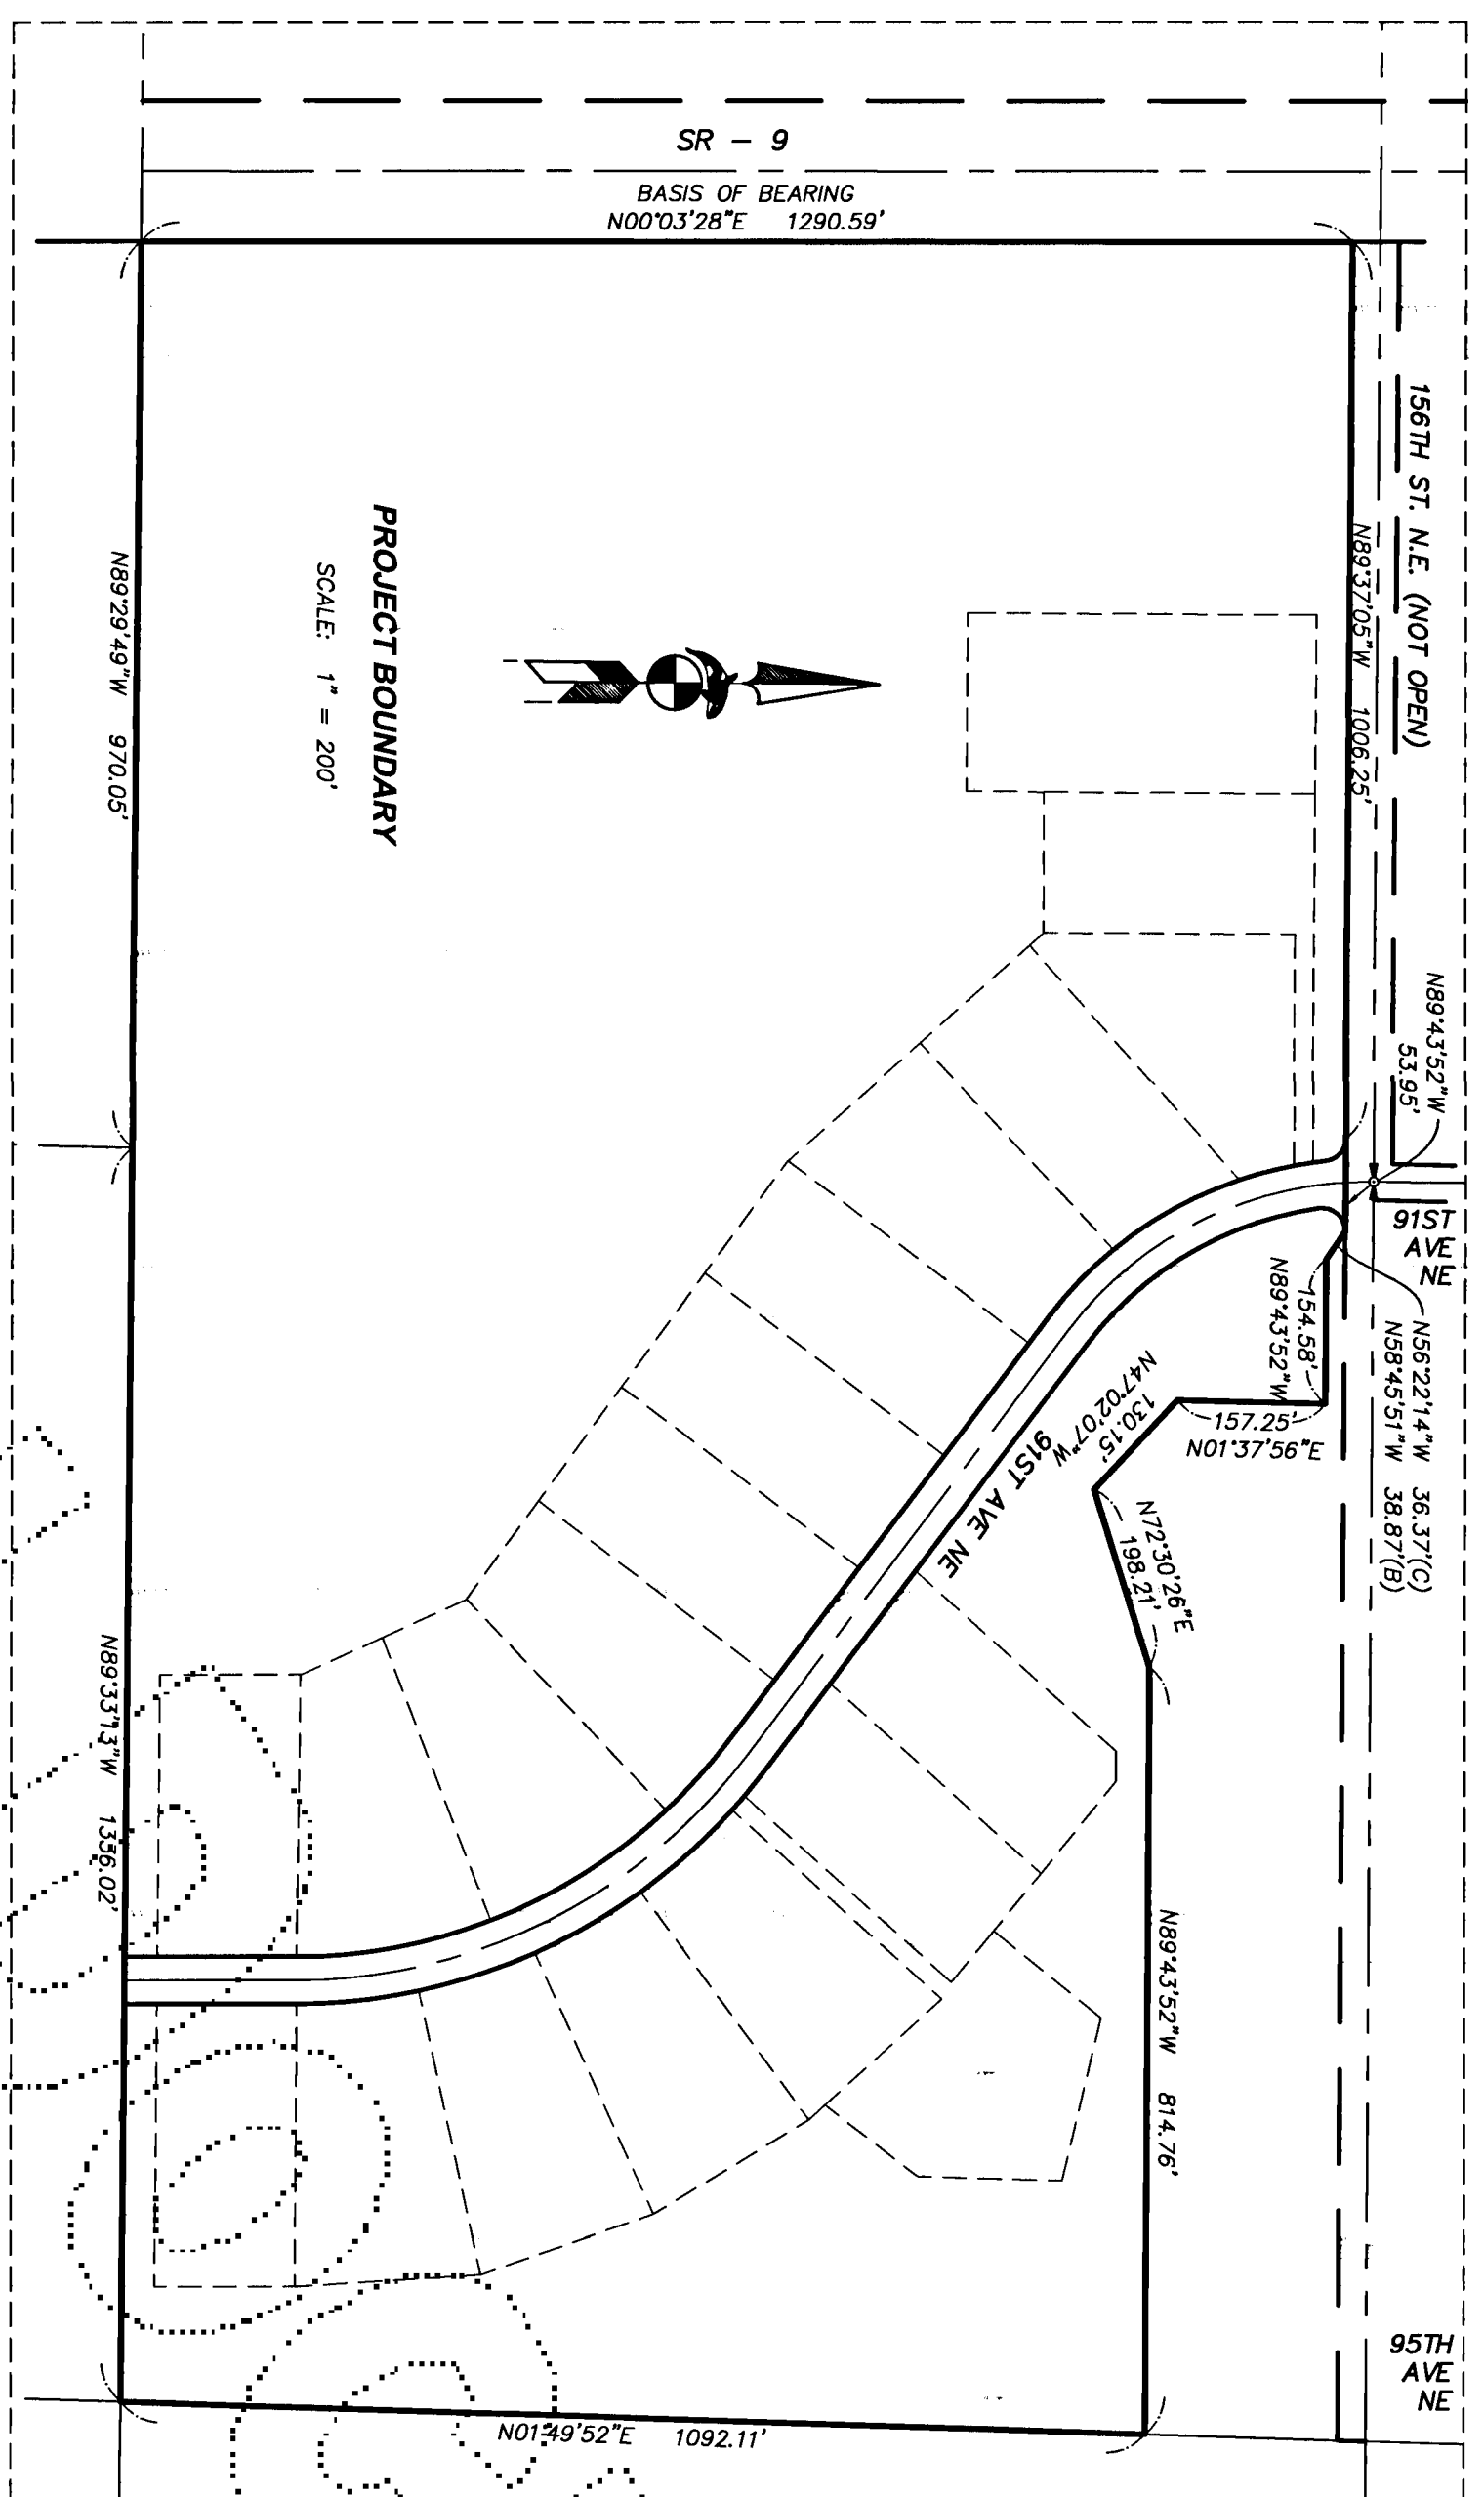 SR - 9
BASIS OF BEARING
N00°03'28"E 1290.59'
156TH ST. N.E. (NOT OPEN)
N89°37'05"W 1006.25'
PROJECT BOUNDARY
SCALE: 1" = 200'
N89°29'49"W 970.05'
N89°43'52"W
53.95'
91ST
AVE
NE
154.58'
N89°43'52"W
N56°22'14"W 36.37'(C)
N58°45'51"W 38.87'(B)
157.25'
N01°37'56"E
130.15'
N47°02'07"W
91ST AVE NE
N72°30'26"E
198.21'
N89°33'13"W 1336.02'
N89°43'52"W 814.76'
95TH
AVE
NE
N01°49'52"E 1092.11'